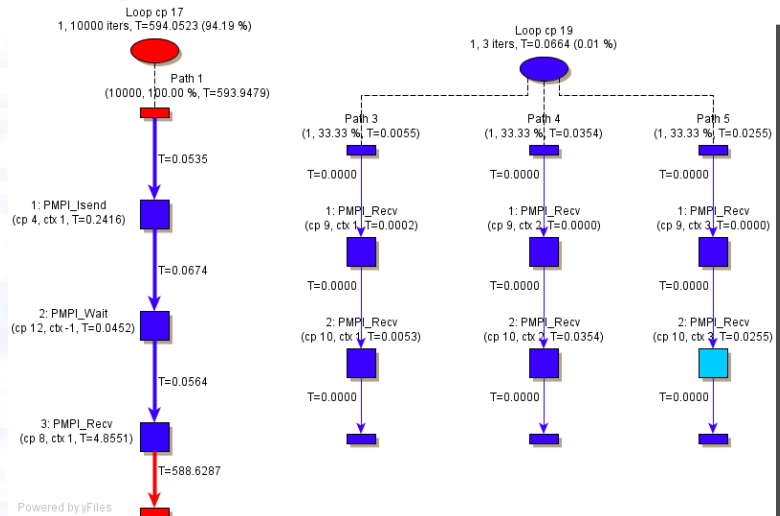 Loop cp 17
1, 10000 iters, T=594.0523 (94.19 %)
Path 1
(10000, 100.00 %, T=593.9479)
T=0.0535
1: PMPI_Isend
(cp 4, ctx 1, T=0.2416)
T=0.0674
2: PMPI_Wait
(cp 12, ctx -1, T=0.0452)
T=0.0564
3: PMPI_Recv
(cp 8, ctx 1, T=4.8551)
T=588.6287
Loop cp 19
1, 3 iters, T=0.0664 (0.01 %)
Path 3
(1, 33.33 %, T=0.0055)
T=0.0000
1: PMPI_Recv
(cp 9, ctx 1, T=0.0002)
T=0.0000
2: PMPI_Recv
(cp 10, ctx 1, T=0.0053)
T=0.0000
Path 4
(1, 33.33 %, T=0.0354)
T=0.0000
1: PMPI_Recv
(cp 9, ctx 2, T=0.0000)
T=0.0000
2: PMPI_Recv
(cp 10, ctx 2, T=0.0354)
T=0.0000
Path 5
(1, 33.33 %, T=0.0255)
T=0.0000
1: PMPI_Recv
(cp 9, ctx 3, T=0.0000)
T=0.0000
2: PMPI_Recv
(cp 10, ctx 3, T=0.0255)
T=0.0000
Powered by yFiles